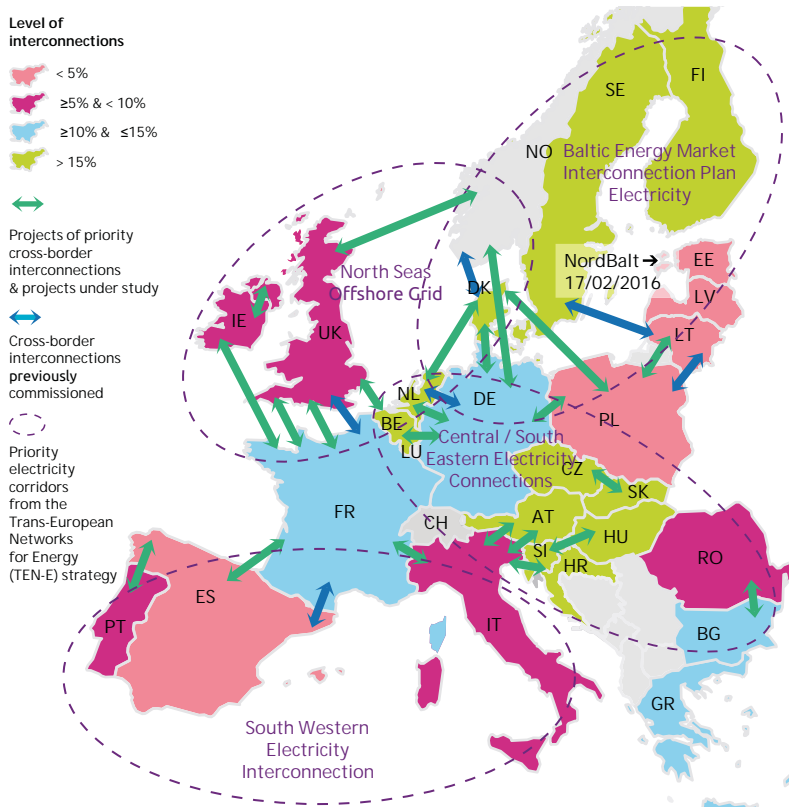 Level of
interconnections
< 5%
≥5% & < 10%
≥10% & ≤15%
> 15%
Projects of priority
cross-border
interconnections
& projects under study
Cross-border
interconnections
previously
commissioned
Priority
electricity
corridors
from the
Trans-European
Networks
for Energy
(TEN-E) strategy
SE
FI
NO
Baltic Energy Market
Interconnection Plan
Electricity
NordBalt →
17/02/2016
EE
LV
LT
North Seas
Offshore Grid
DK
IE
UK
NL
DE
BE
LU
PL
Central / South
Eastern Electricity
Connections
CZ
SK
FR
CH
AT
HU
SI
HR
RO
ES
PT
IT
BG
GR
South Western
Electricity
Interconnection